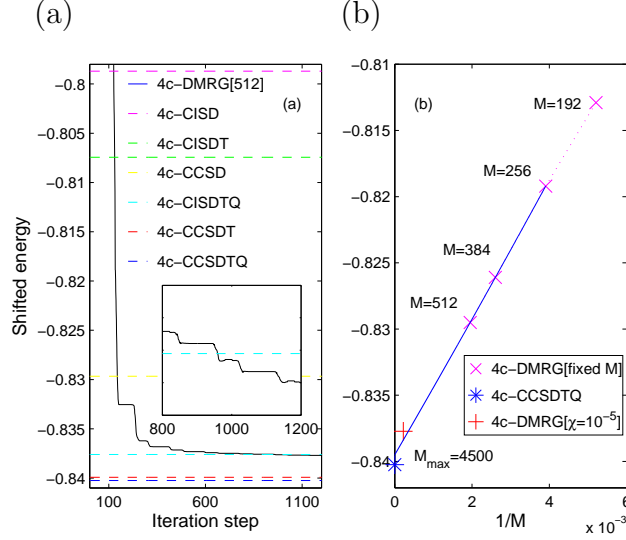 (a)
(b)
−0.8
−0.805
−0.81
−0.815
−0.82
−0.825
−0.83
−0.835
−0.84
Shifted energy
4c−DMRG[512]
4c−CISD
4c−CISDT
4c−CCSD
4c−CISDTQ
4c−CCSDT
4c−CCSDTQ
(a)
800 1000 1200
100 600 1100
Iteration step
−0.81
−0.815
−0.82
−0.825
−0.83
−0.835
−0.84
(b)
M=192
M=256
M=384
M=512
4c−DMRG[fixed M]
4c−CCSDTQ
4c−DMRG[χ=10⁻⁵]
Mmax=4500
0 2 4 6
1/M
x 10⁻³